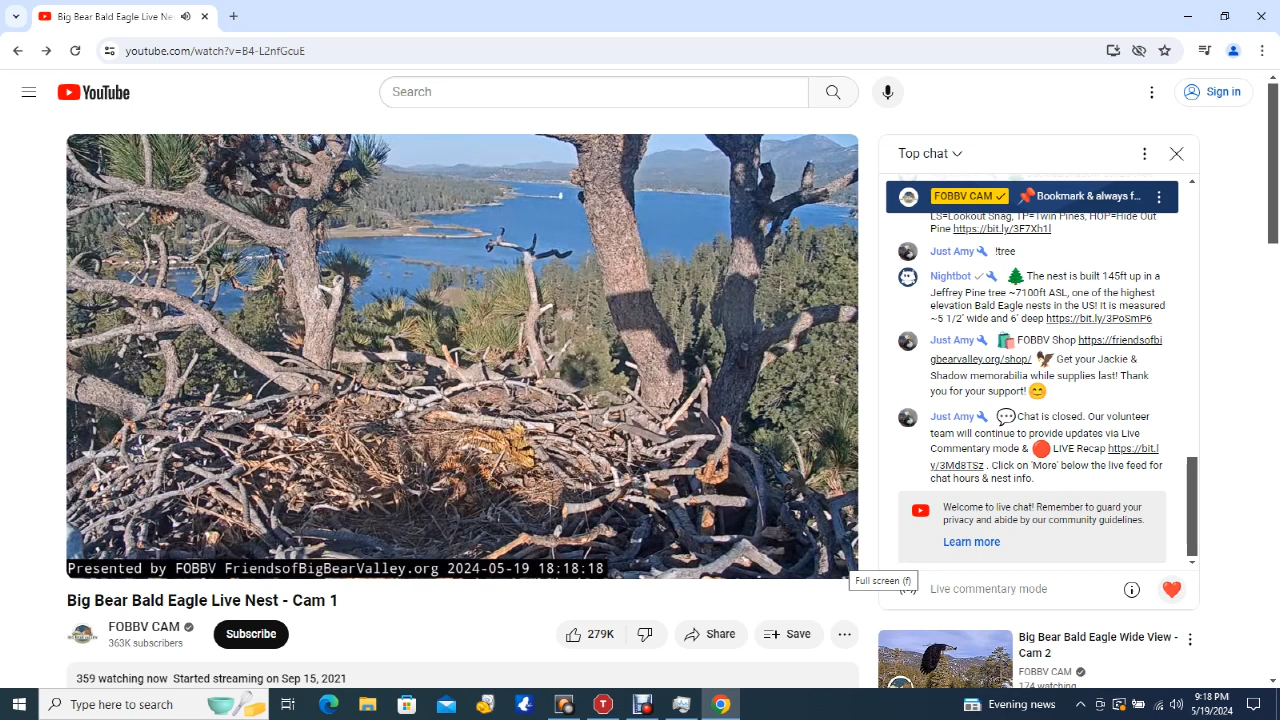 Big Bear Bald Eagle Live Ne
youtube.com/watch?v=B4-L2nfGcuE
YouTube
Search
Sign in
Top chat
FOBBV CAM 📌Bookmark & always f...
LS=Lookout Snag, TP=Twin Pines, HOP=Hide Out
Pine https://bit.ly/3F7Xh1l
Just Amy !tree
Nightbot 🌲The nest is built 145ft up in a
Jeffrey Pine tree ~7100ft ASL, one of the highest
elevation Bald Eagle nests in the US! It is measured
~5 1/2' wide and 6' deep https://bit.ly/3PoSmP6
Just Amy 🛍️ FOBBV Shop https://friendsofbi
gbearvalley.org/shop/ 🦅 Get your Jackie &
Shadow memorabilia while supplies last! Thank
you for your support! 😊
Just Amy 💬Chat is closed. Our volunteer
team will continue to provide updates via Live
Commentary mode & 🔴 LIVE Recap https://bit.l
y/3Md8TSz . Click on 'More' below the live feed for
chat hours & nest info.
Welcome to live chat! Remember to guard your
privacy and abide by our community guidelines.
Learn more
Live commentary mode
Presented by FOBBV FriendsofBigBearValley.org 2024-05-19 18:18:18
Full screen (f)
Big Bear Bald Eagle Live Nest - Cam 1
FOBBV CAM
363K subscribers
Subscribe
279K
Share
Save
359 watching now Started streaming on Sep 15, 2021
Big Bear Bald Eagle Wide View -
Cam 2
FOBBV CAM
174 watching
Type here to search
Evening news
9:18 PM
5/19/2024